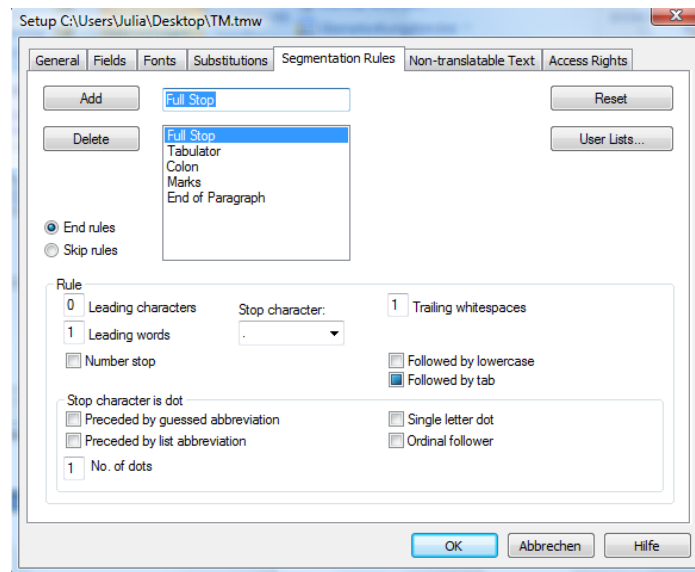 Setup C:\Users\Julia\Desktop\TM.tmw
General Fields Fonts Substitutions Segmentation Rules Non-translatable Text Access Rights
Add Full Stop Reset
Delete Full Stop User Lists...
Tabulator
Colon
Marks
End of Paragraph
End rules
Skip rules
Rule
0 Leading characters Stop character: 1 Trailing whitespaces
1 Leading words .
Number stop Followed by lowercase
Followed by tab
Stop character is dot
Preceded by guessed abbreviation Single letter dot
Preceded by list abbreviation Ordinal follower
1 No. of dots
OK Abbrechen Hilfe